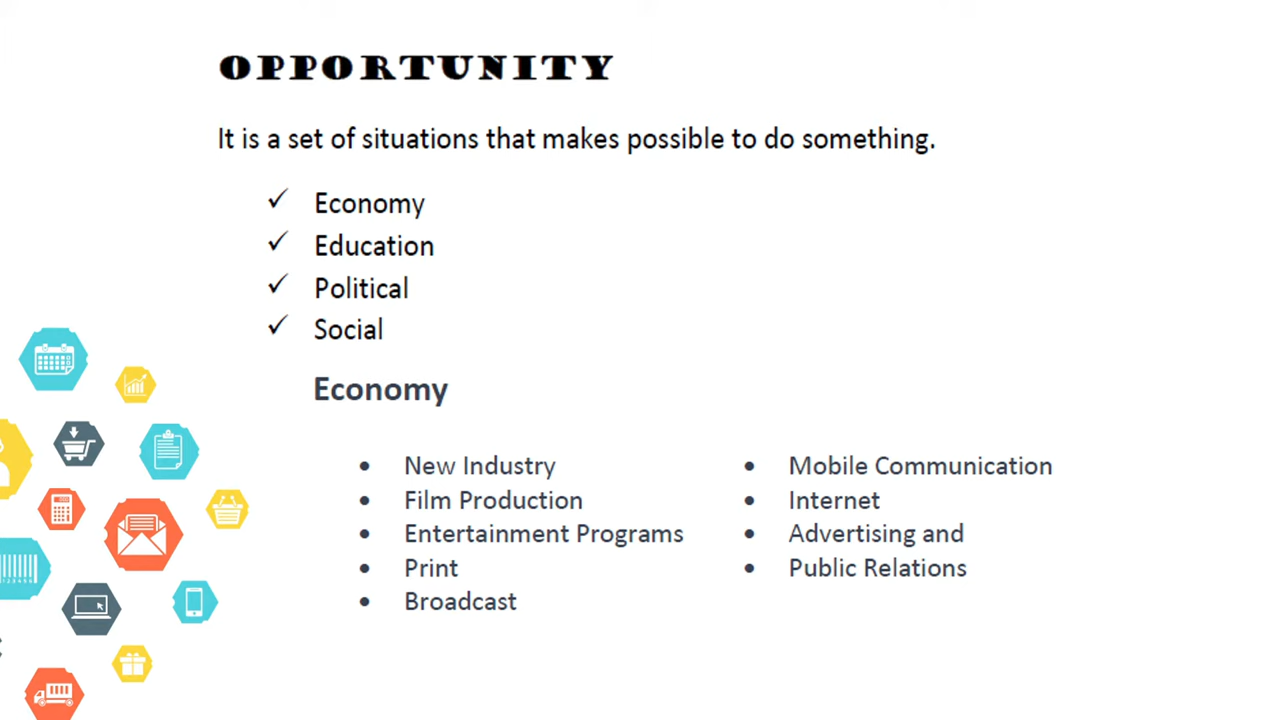 OPPORTUNITY
It is a set of situations that makes possible to do something.
✓ Economy
✓ Education
✓ Political
✓ Social
Economy
• New Industry
• Film Production
• Entertainment Programs
• Print
• Broadcast
• Mobile Communication
• Internet
• Advertising and
• Public Relations